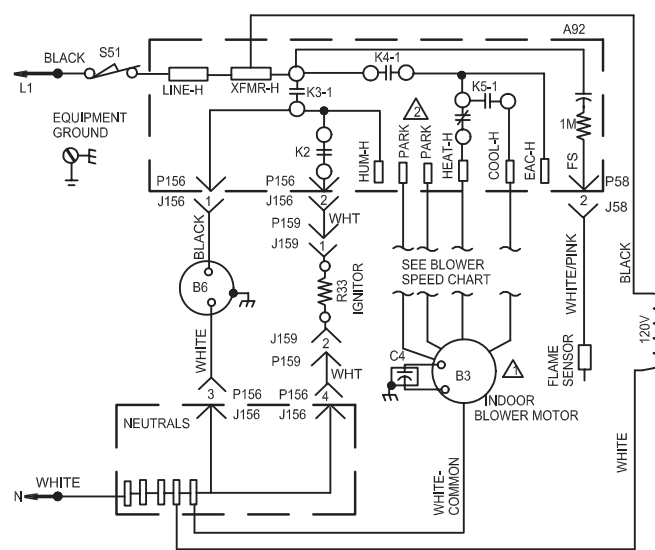 A92
BLACK
S51
K4-1
L1
LINE-H
XFMR-H
K3-1
K5-1
EQUIPMENT
GROUND
1M
K2
HUM-H
PARK
2
PARK
HEAT-H
COOL-H
EAC-H
FS
P156
P156
P58
J156
1
J156
2
2
J58
WHT
P159
J159
1
BLACK
SEE BLOWER
SPEED CHART
WHITE/PINK
BLACK
B6
R33
IGNITOR
120V
J159
2
C4
B3
1
FLAME
SENSOR
P159
WHITE
WHT
INDOOR
BLOWER MOTOR
3
P156
P156
4
NEUTRALS
J156
J156
WHITE-
COMMON
WHITE
N
WHITE